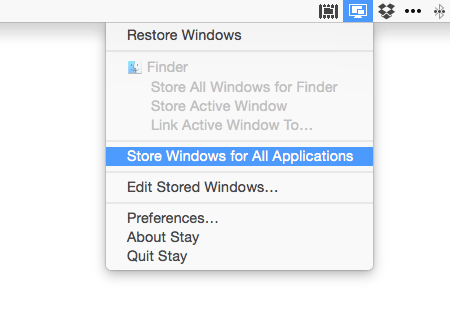 Restore Windows
Finder
Store All Windows for Finder
Store Active Window
Link Active Window To…
Store Windows for All Applications
Edit Stored Windows…
Preferences…
About Stay
Quit Stay